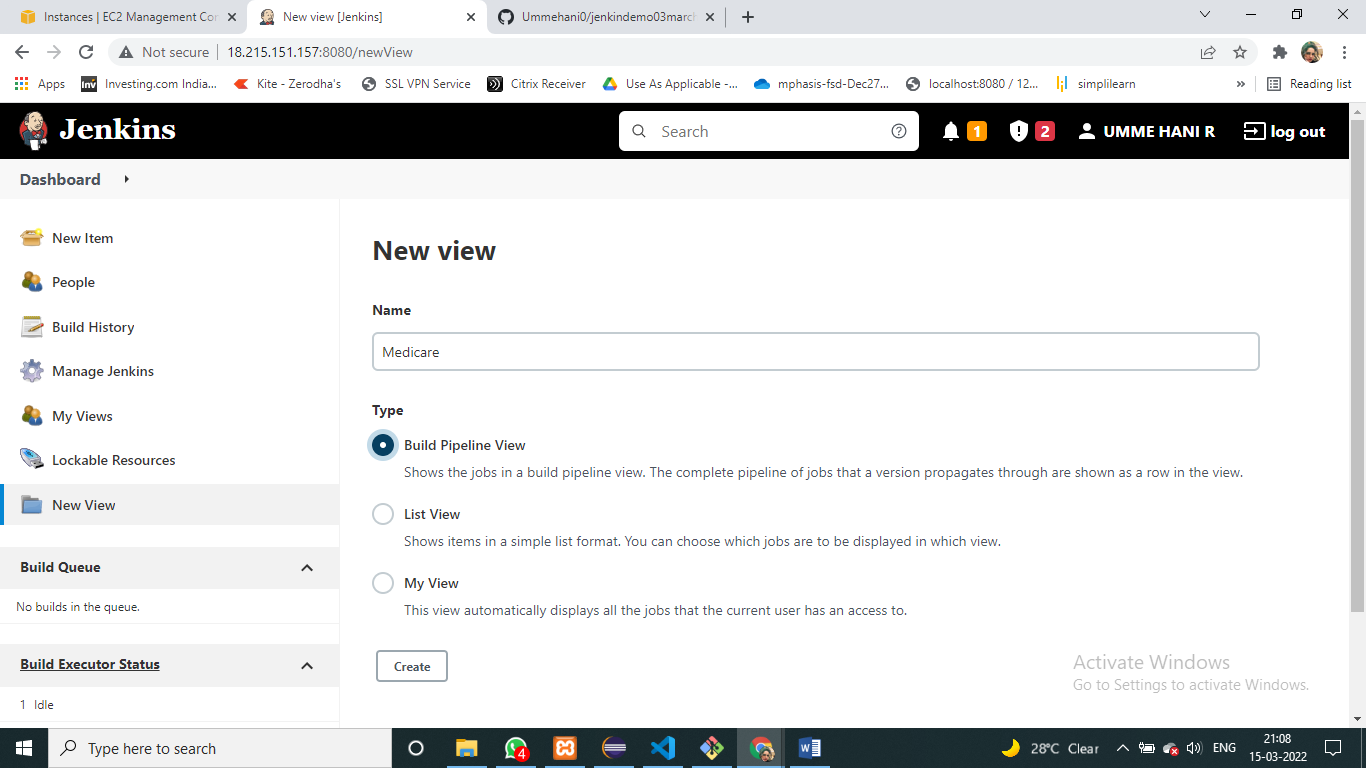 Instances | EC2 Management Con
New view [Jenkins]
Ummehani0/jenkindemo03march
Not secure
18.215.151.157:8080/newView
Apps
inv
Investing.com India...
Kite - Zerodha's
SSL VPN Service
Citrix Receiver
Use As Applicable -...
mphasis-fsd-Dec27...
localhost:8080 / 12...
simplilearn
»
Reading list
Jenkins
Search
1
2
UMME HANI R
log out
Dashboard
New Item
People
Build History
Manage Jenkins
My Views
Lockable Resources
New View
Build Queue
No builds in the queue.
Build Executor Status
1 Idle
New view
Name
Medicare
Type
Build Pipeline View
Shows the jobs in a build pipeline view. The complete pipeline of jobs that a version propagates through are shown as a row in the view.
List View
Shows items in a simple list format. You can choose which jobs are to be displayed in which view.
My View
This view automatically displays all the jobs that the current user has an access to.
Create
Activate Windows
Go to Settings to activate Windows.
Type here to search
4
28°C Clear
ENG
21:08
15-03-2022